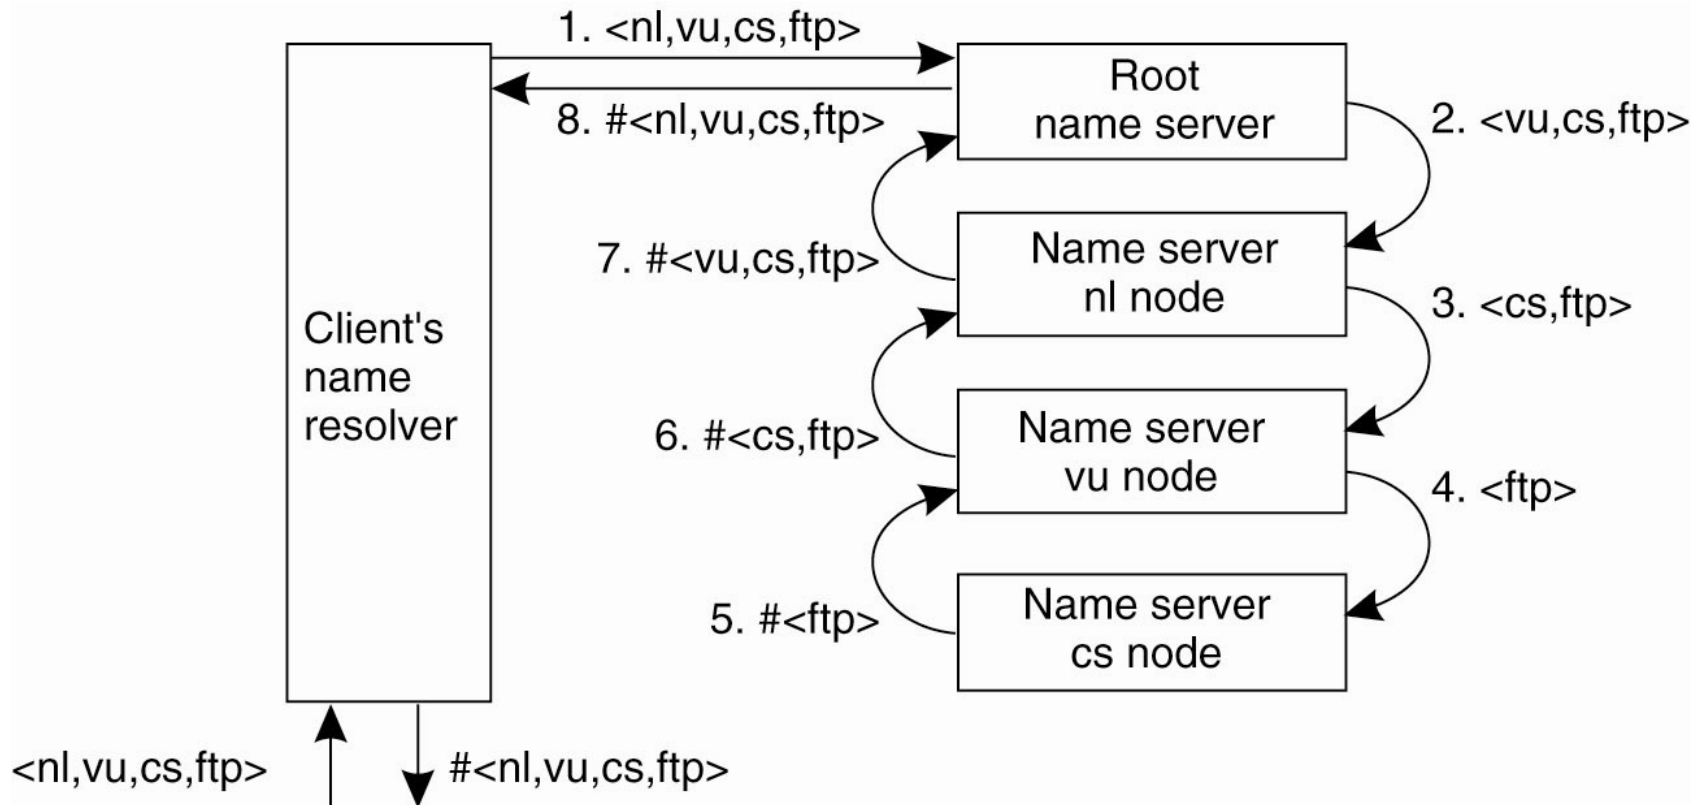 1. <nl,vu,cs,ftp>
Root
name server
8. #<nl,vu,cs,ftp>
2. <vu,cs,ftp>
Name server
nl node
7. #<vu,cs,ftp>
3. <cs,ftp>
Client's
name
resolver
Name server
vu node
6. #<cs,ftp>
4. <ftp>
Name server
cs node
5. #<ftp>
<nl,vu,cs,ftp>
#<nl,vu,cs,ftp>